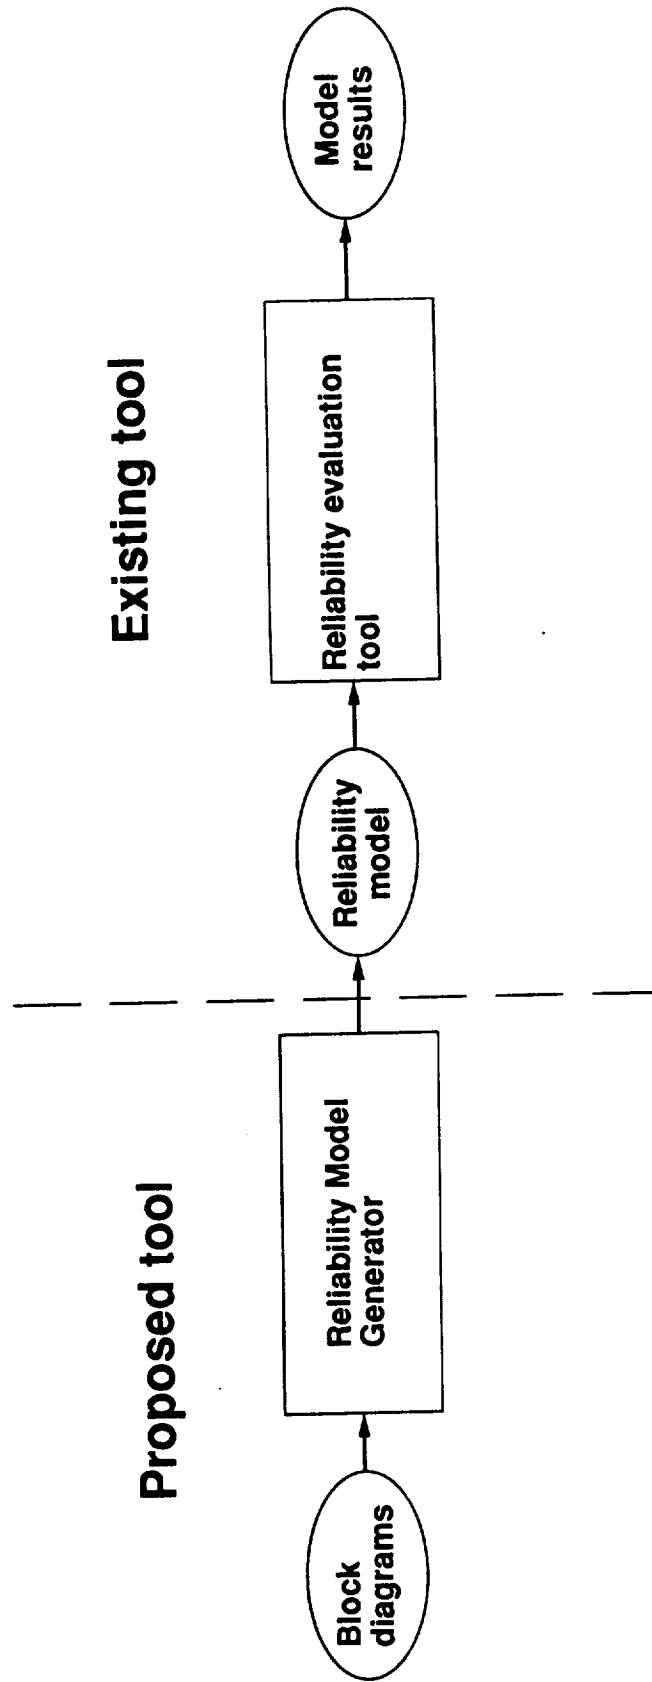 Proposed tool
Existing tool
Block
diagrams
Reliability Model
Generator
Reliability
model
Reliability evaluation
tool
Model
results